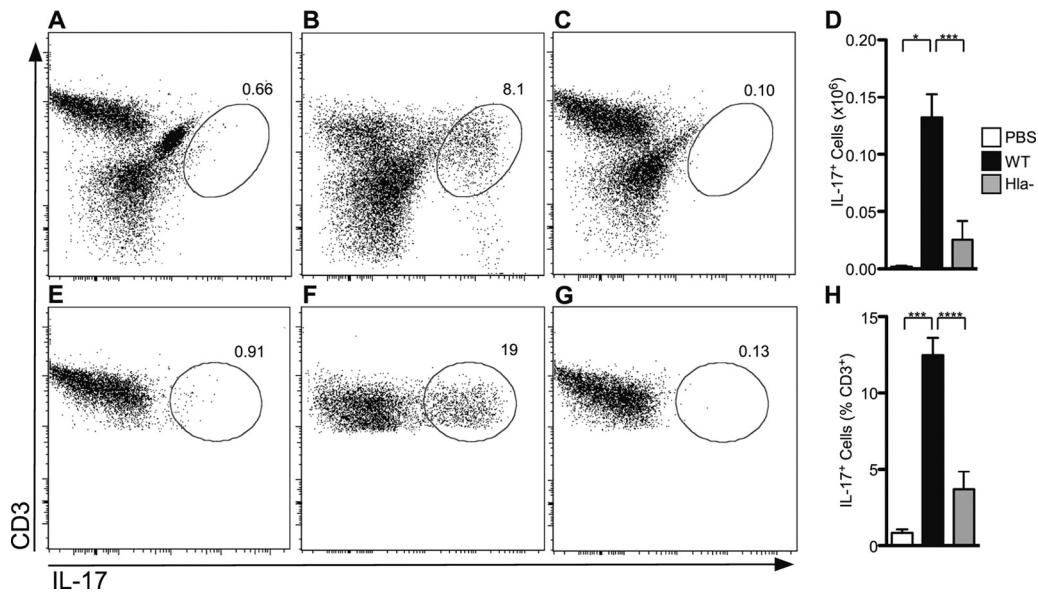 A
B
C
D
0.66
8.1
0.10
* ***
0.20
0.15
0.10
0.05
0.00
IL-17+ Cells (x10⁶)
PBS
WT
Hla-
E
F
G
H
0.91
19
0.13
*** ****
15
10
5
0
IL-17+ Cells (% CD3+)
CD3
IL-17